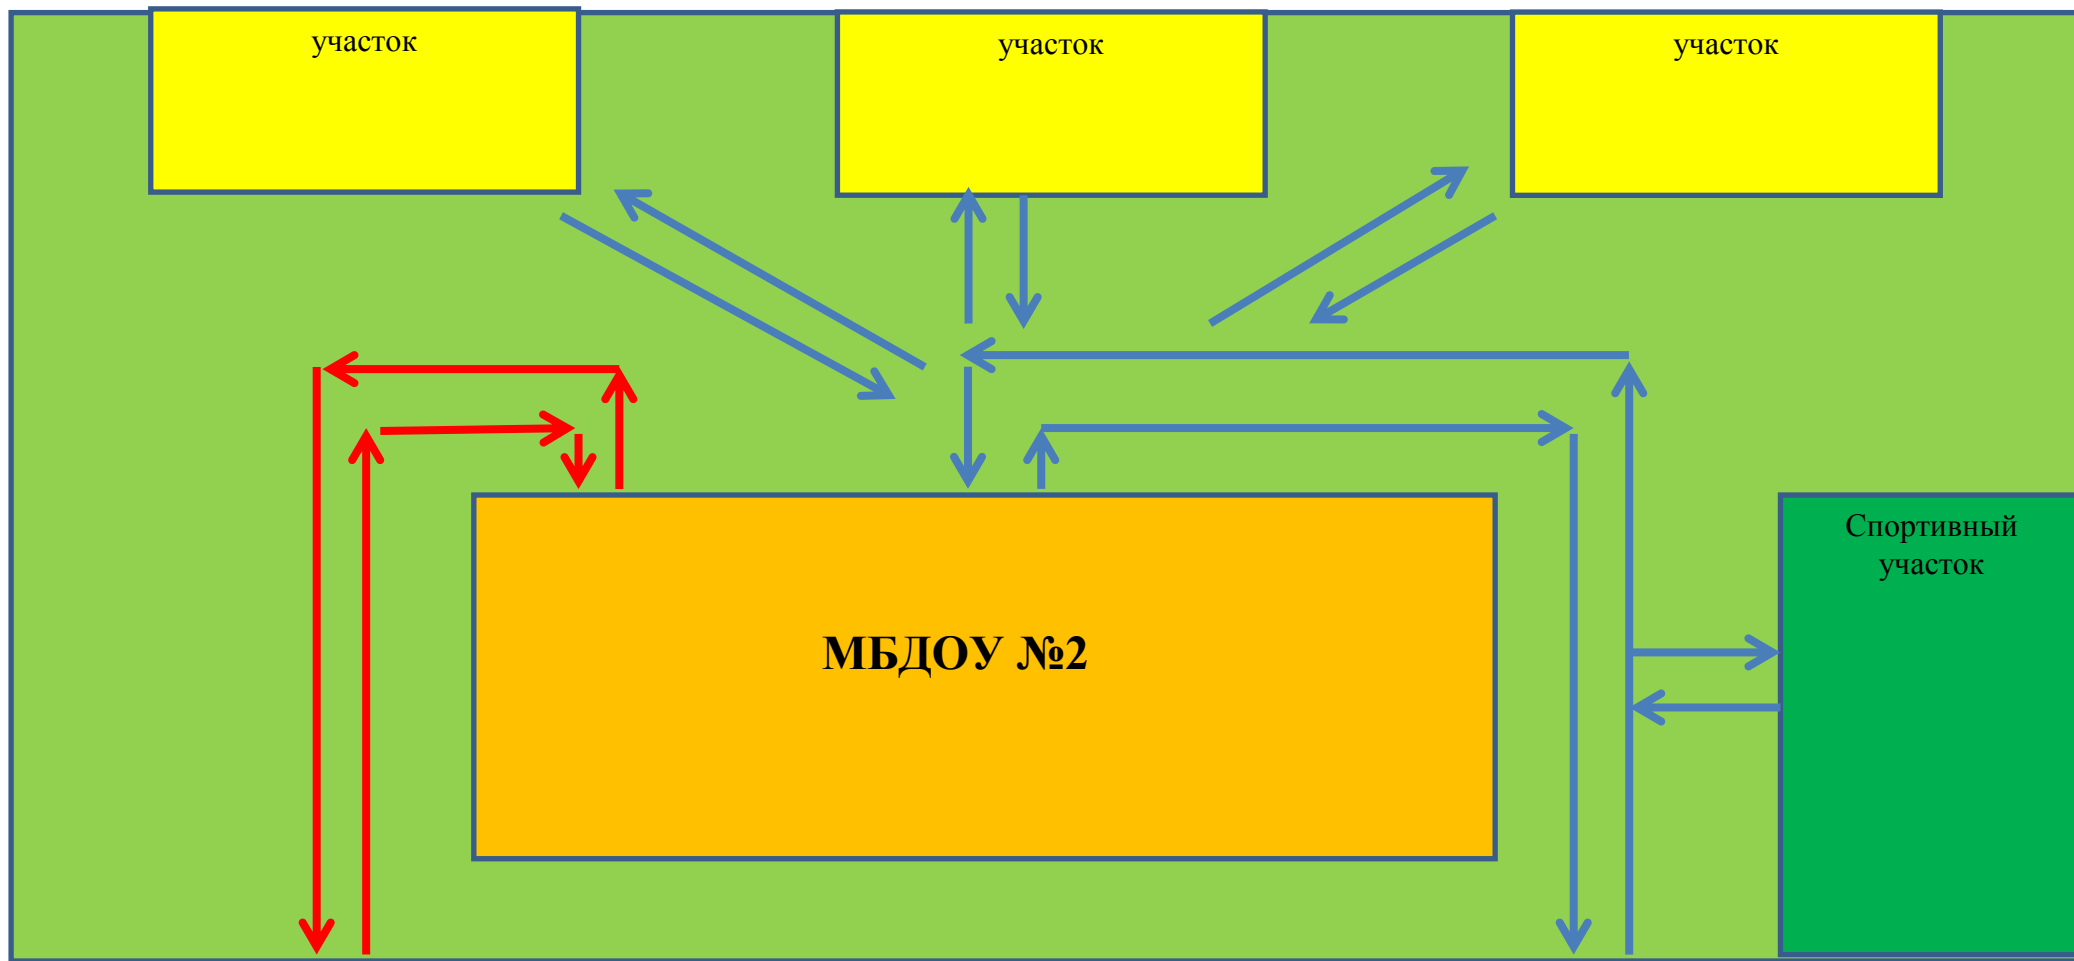 участок
участок
участок
Спортивный
участок
МБДОУ №2